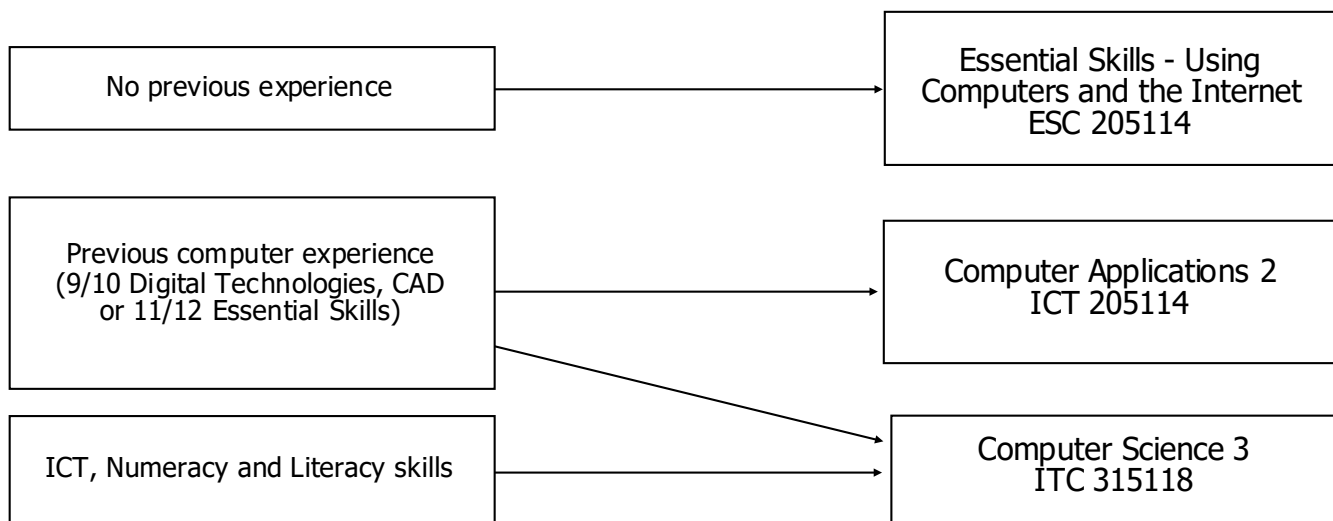 No previous experience
Essential Skills - Using
Computers and the Internet
ESC 205114
Previous computer experience
(9/10 Digital Technologies, CAD
or 11/12 Essential Skills)
Computer Applications 2
ICT 205114
ICT, Numeracy and Literacy skills
Computer Science 3
ITC 315118